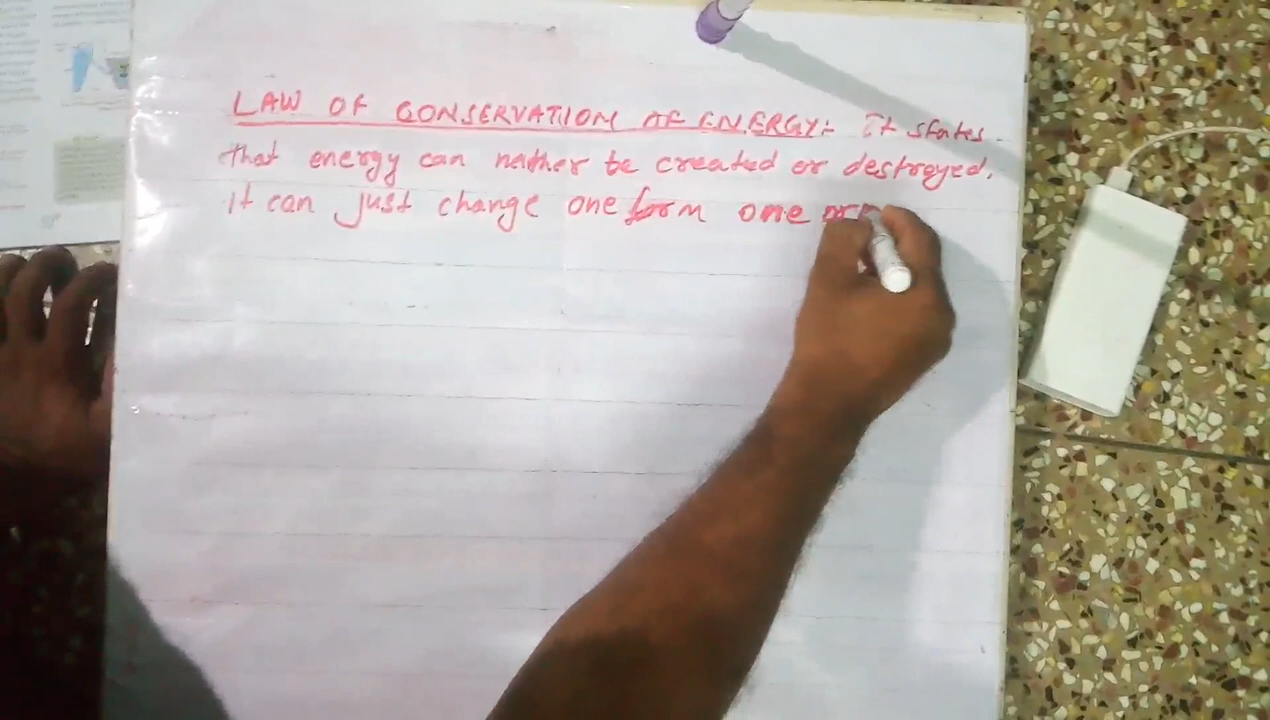 LAW OF CONSERVATION OF ENERGY:- It states
that energy can neither be created or destroyed.
it can just change one form one